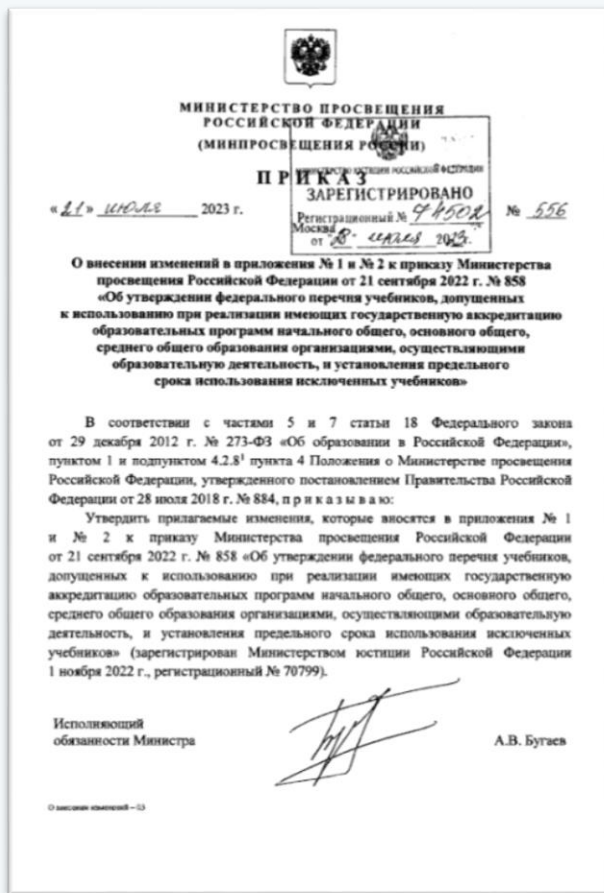 МИНИСТЕРСТВО ПРОСВЕЩЕНИЯ
РОССИЙСКОЙ ФЕДЕРАЦИИ
(МИНПРОСВЕЩЕНИЯ РОССИИ)
МИНИСТЕРСТВО ЮСТИЦИИ РОССИЙСКОЙ ФЕДЕРАЦИИ
ПРИКАЗ
ЗАРЕГИСТРИРОВАНО
«21» июля 2023 г.
Регистрационный № 74502
№ 556
Москва
от "28" июля 2023.
О внесении изменений в приложения № 1 и № 2 к приказу Министерства
просвещения Российской Федерации от 21 сентября 2022 г. № 858
«Об утверждении федерального перечня учебников, допущенных
к использованию при реализации имеющих государственную аккредитацию
образовательных программ начального общего, основного общего,
среднего общего образования организациями, осуществляющими
образовательную деятельность, и установления предельного
срока использования исключенных учебников»
В соответствии с частями 5 и 7 статьи 18 Федерального закона
от 29 декабря 2012 г. № 273-ФЗ «Об образовании в Российской Федерации»,
пунктом 1 и подпунктом 4.2.8¹ пункта 4 Положения о Министерстве просвещения
Российской Федерации, утвержденного постановлением Правительства Российской
Федерации от 28 июля 2018 г. № 884, п р и к а з ы в а ю:
Утвердить прилагаемые изменения, которые вносятся в приложения № 1
и № 2 к приказу Министерства просвещения Российской Федерации
от 21 сентября 2022 г. № 858 «Об утверждении федерального перечня учебников,
допущенных к использованию при реализации имеющих государственную
аккредитацию образовательных программ начального общего, основного общего,
среднего общего образования организациями, осуществляющими образовательную
деятельность, и установления предельного срока использования исключенных
учебников» (зарегистрирован Министерством юстиции Российской Федерации
1 ноября 2022 г., регистрационный № 70799).
Исполняющий
обязанности Министра
А.В. Бугаев
О внесении изменений – 03